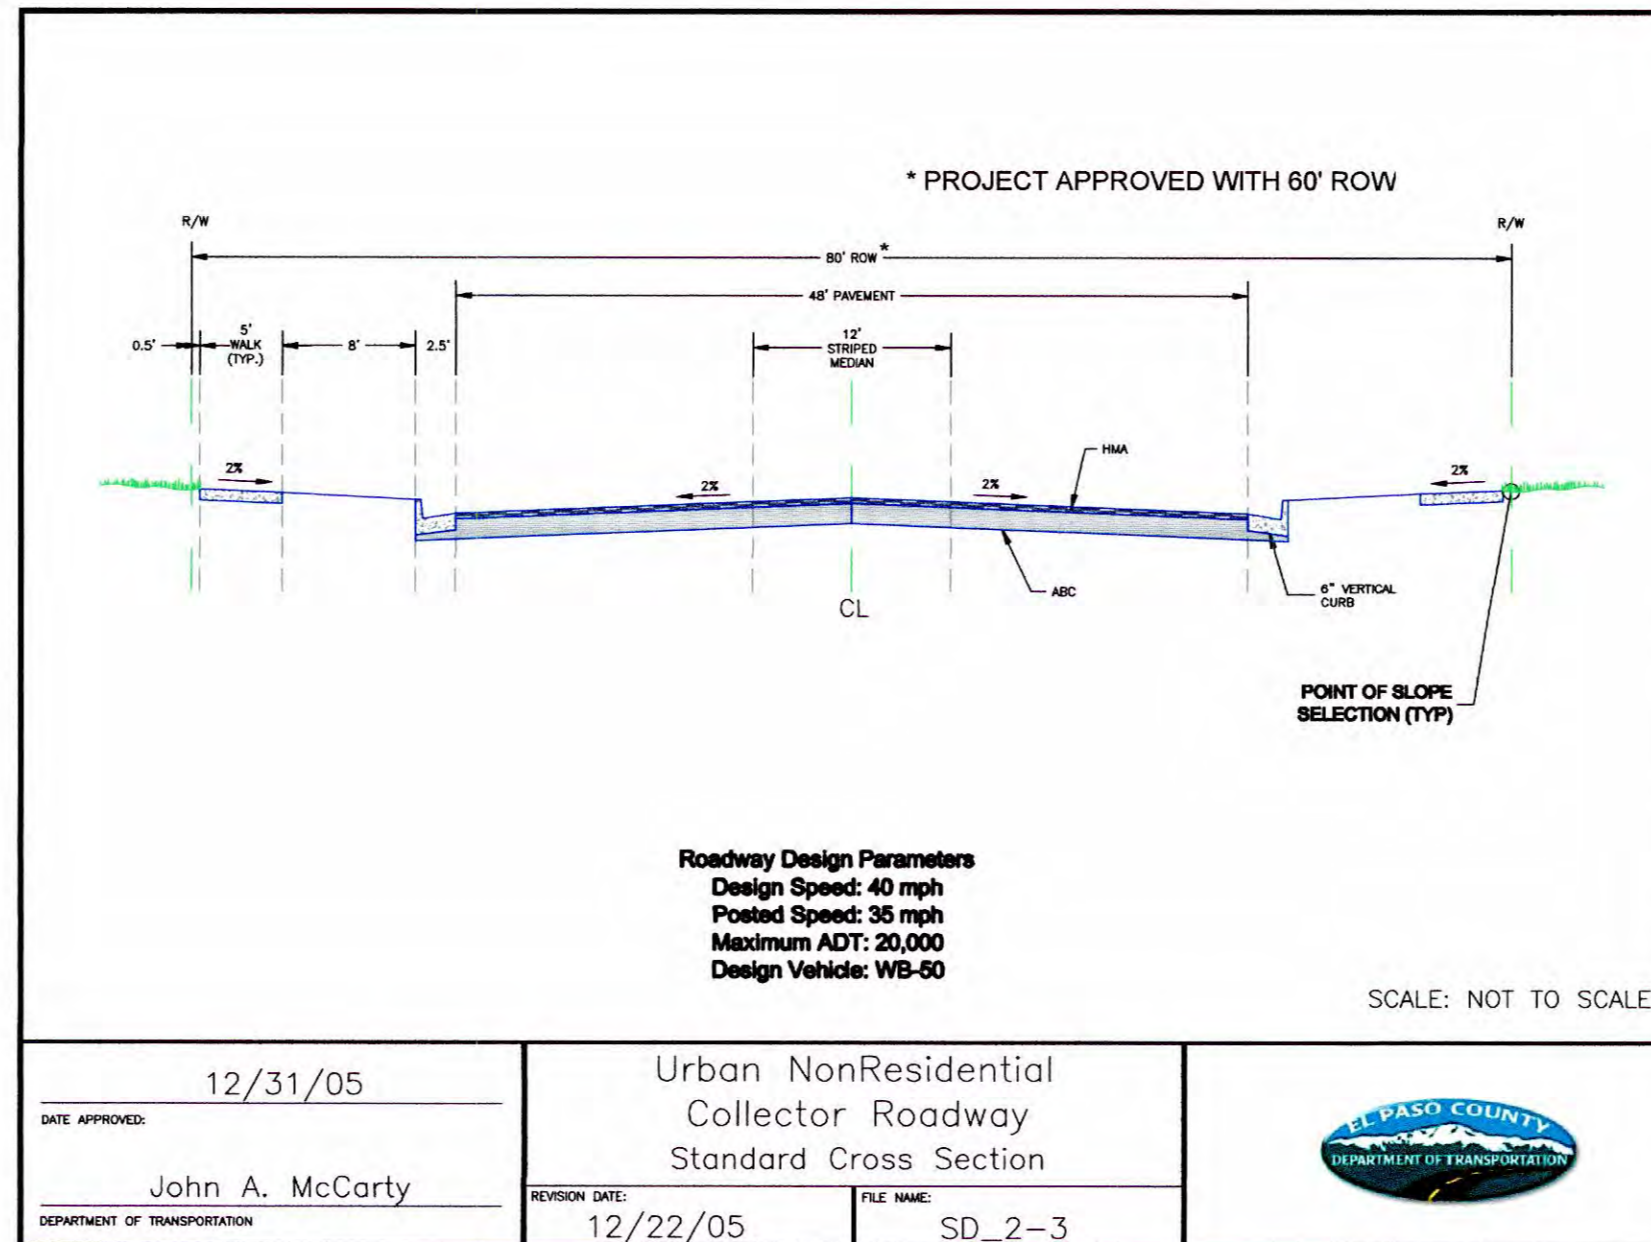 * PROJECT APPROVED WITH 60' ROW
R/W
R/W
80' ROW *
48' PAVEMENT
0.5'
5'
WALK
(TYP.)
8'
2.5'
12'
STRIPED
MEDIAN
HMA
2%
2%
2%
2%
ABC
6" VERTICAL
CURB
CL
POINT OF SLOPE
SELECTION (TYP)
Roadway Design Parameters
Design Speed: 40 mph
Posted Speed: 35 mph
Maximum ADT: 20,000
Design Vehicle: WB-50
SCALE: NOT TO SCALE
12/31/05
DATE APPROVED:
John A. McCarty
DEPARTMENT OF TRANSPORTATION
Urban NonResidential
Collector Roadway
Standard Cross Section
REVISION DATE:
12/22/05
FILE NAME:
SD_2-3
EL PASO COUNTY
DEPARTMENT OF TRANSPORTATION